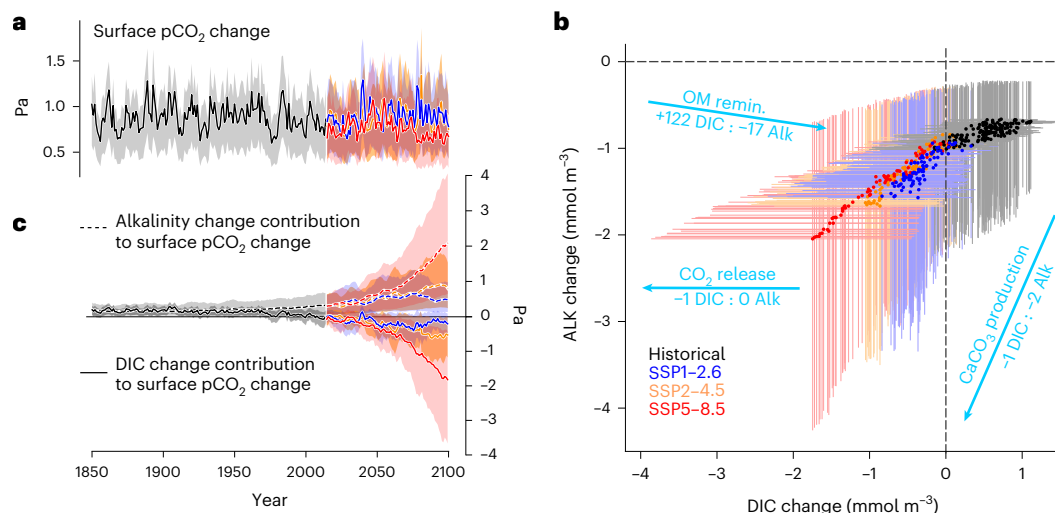 a
Surface pCO₂ change
Pa
1.5
1.0
0.5
c
Alkalinity change contribution
to surface pCO₂ change
DIC change contribution
to surface pCO₂ change
4
3
2
1
0
–1
–2
–3
–4
Pa
1850
1900
1950
2000
2050
2100
Year
b
ALK change (mmol m⁻³)
0
–1
–2
–3
–4
OM remin.
+122 DIC : –17 Alk
CO₂ release
–1 DIC : 0 Alk
CaCO₃ production
–1 DIC : –2 Alk
Historical
SSP1–2.6
SSP2–4.5
SSP5–8.5
–4
–3
–2
–1
0
1
DIC change (mmol m⁻³)